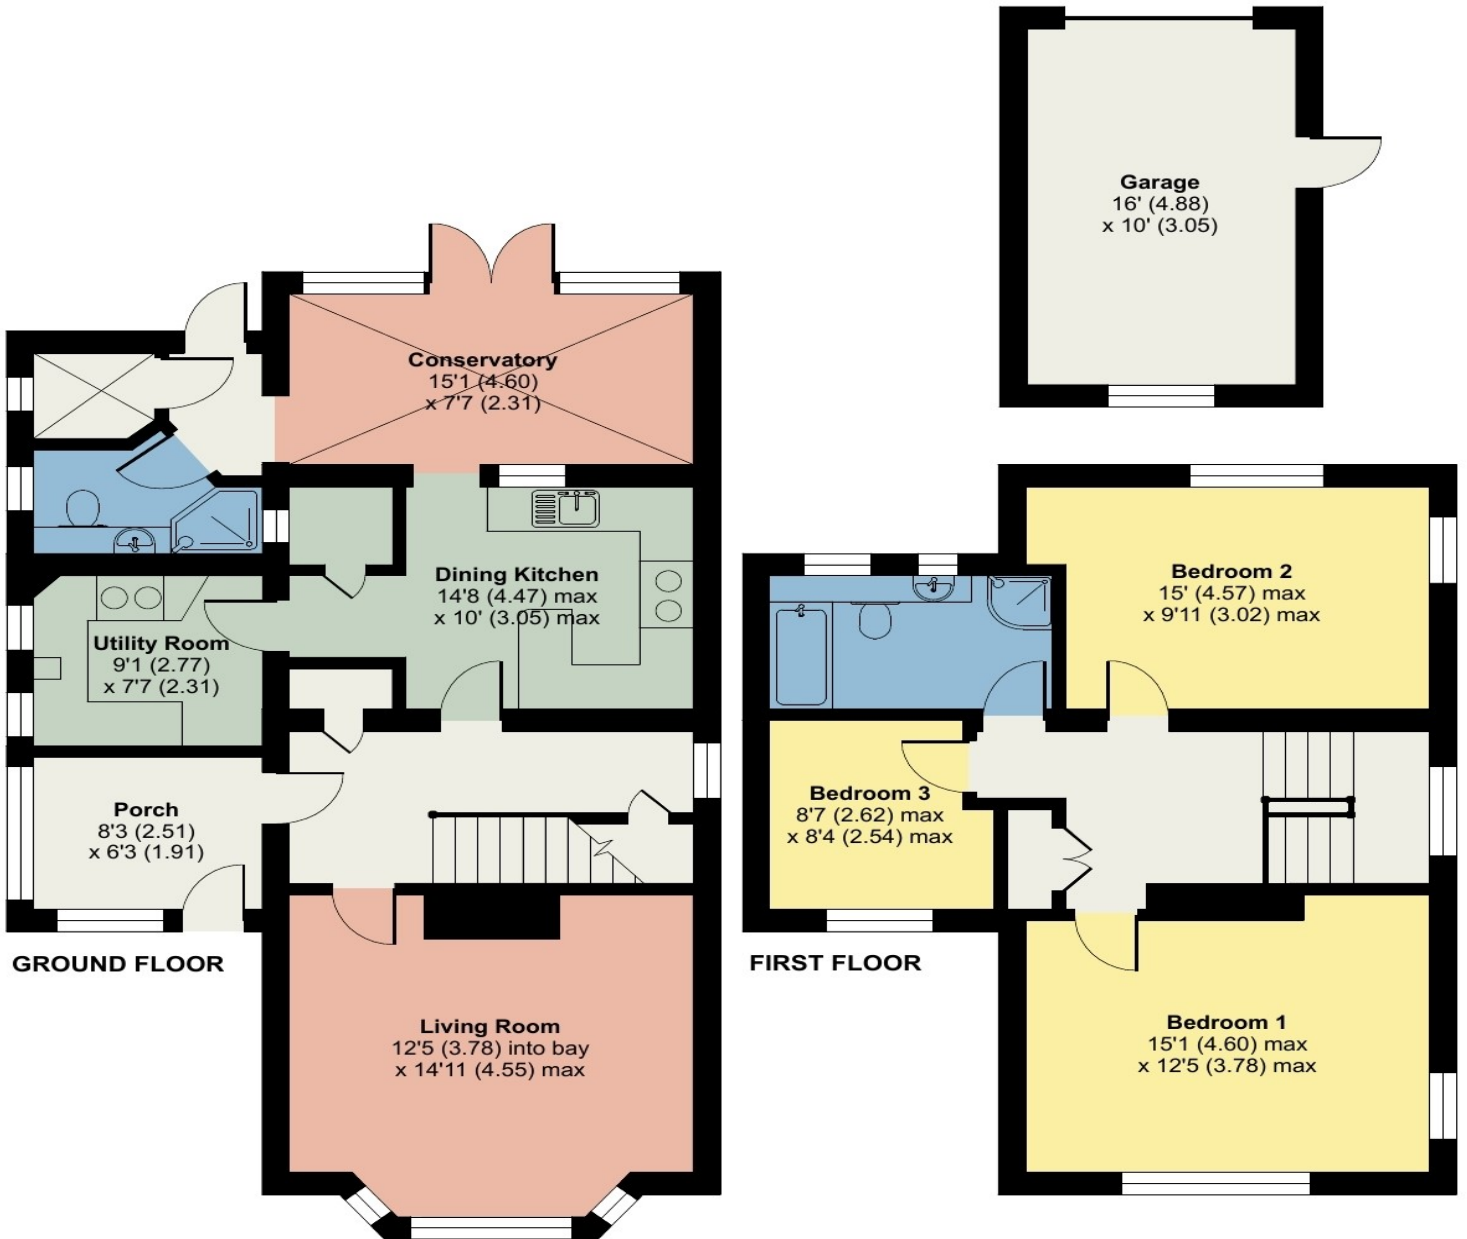 Garage
16' (4.88)
x 10' (3.05)
Conservatory
15'1 (4.60)
x 7'7 (2.31)
Dining Kitchen
14'8 (4.47) max
x 10' (3.05) max
Utility Room
9'1 (2.77)
x 7'7 (2.31)
Porch
8'3 (2.51)
x 6'3 (1.91)
GROUND FLOOR
Living Room
12'5 (3.78) into bay
x 14'11 (4.55) max
Bedroom 2
15' (4.57) max
x 9'11 (3.02) max
Bedroom 3
8'7 (2.62) max
x 8'4 (2.54) max
FIRST FLOOR
Bedroom 1
15'1 (4.60) max
x 12'5 (3.78) max